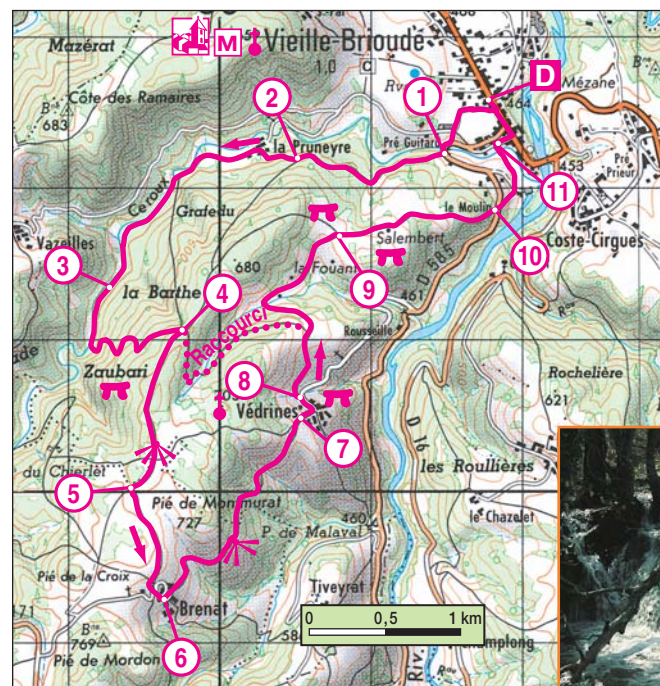 Mazérat
M
Vieille-Brioude
1,0
C
D
464
Mézane
Côte des Ramaires
683
2
1
Pré Guitard
453
la Pruneyre
Pré
Prieur
11
Ceroux
Grafedu
le Moulin
Vazeilles
Salembert
10
Coste-Cirgues
3
680
la Fouant
9
D 585
la Barthe
4
461
Raccourci
Rousseille
Zaubari
Rochelière
8
621
Védrines
7
D 16
du Chierlet
les Roullières
5
Pié de Montmurat
727
le Chazelet
460
P. de Malaval
Pié de la Croix
Brenat
Tiveyrat
0 0,5 1 km
171
769
6
Pié de Mordon
Riv.